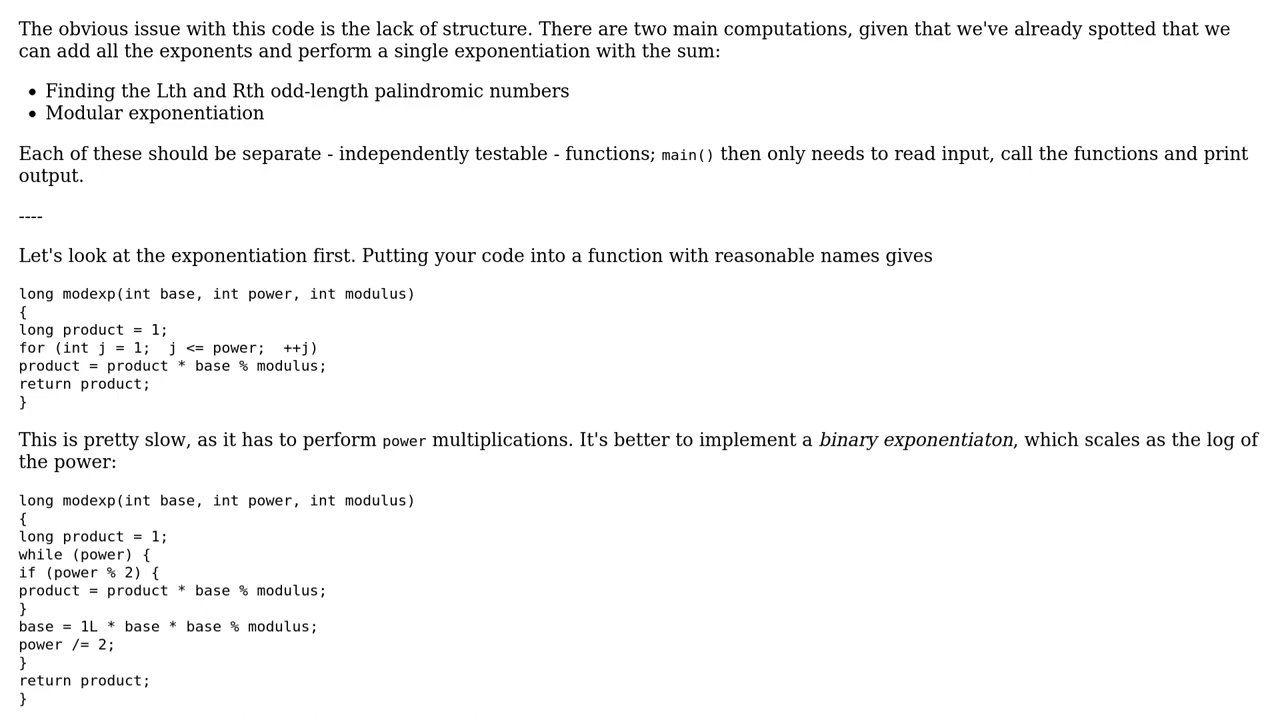 The obvious issue with this code is the lack of structure. There are two main computations, given that we've already spotted that we
can add all the exponents and perform a single exponentiation with the sum:
• Finding the Lth and Rth odd-length palindromic numbers
• Modular exponentiation
Each of these should be separate - independently testable - functions; main() then only needs to read input, call the functions and print
output.
----
Let's look at the exponentiation first. Putting your code into a function with reasonable names gives
long modexp(int base, int power, int modulus)
{
long product = 1;
for (int j = 1;  j <= power;  ++j)
product = product * base % modulus;
return product;
}
This is pretty slow, as it has to perform power multiplications. It's better to implement a binary exponentiaton, which scales as the log of
the power:
long modexp(int base, int power, int modulus)
{
long product = 1;
while (power) {
if (power % 2) {
product = product * base % modulus;
}
base = 1L * base * base % modulus;
power /= 2;
}
return product;
}